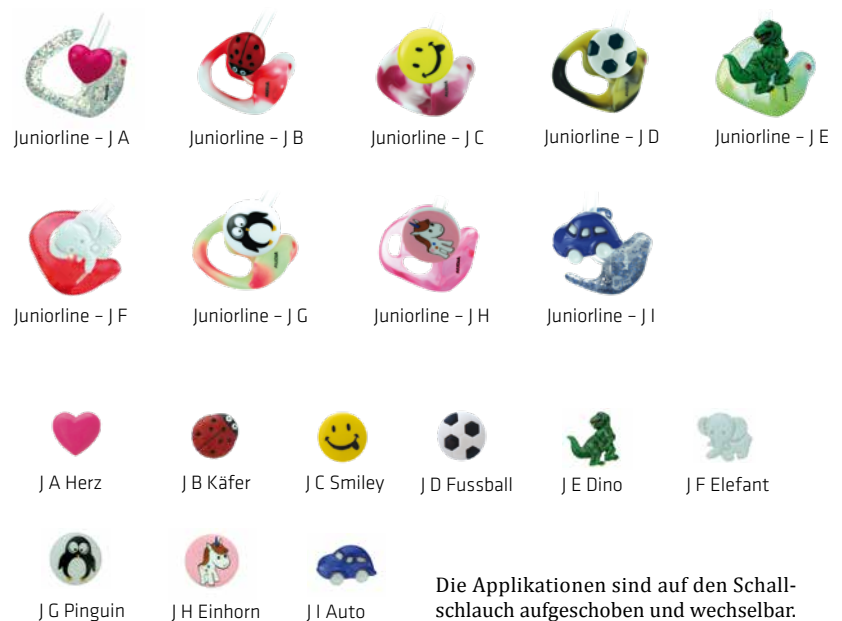 Juniorline – J A
Juniorline – J B
Juniorline – J C
Juniorline – J D
Juniorline – J E
Juniorline – J F
Juniorline – J G
Juniorline – J H
Juniorline – J I
J A Herz
J B Käfer
J C Smiley
J D Fussball
J E Dino
J F Elefant
J G Pinguin
J H Einhorn
J I Auto
Die Applikationen sind auf den Schall-
schlauch aufgeschoben und wechselbar.